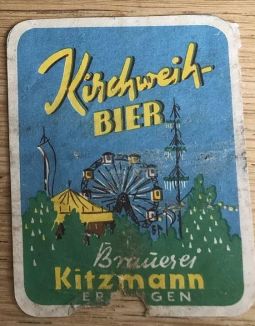 Kirchweih-
BIER
Brauerei
Kitzmann
ERLANGEN